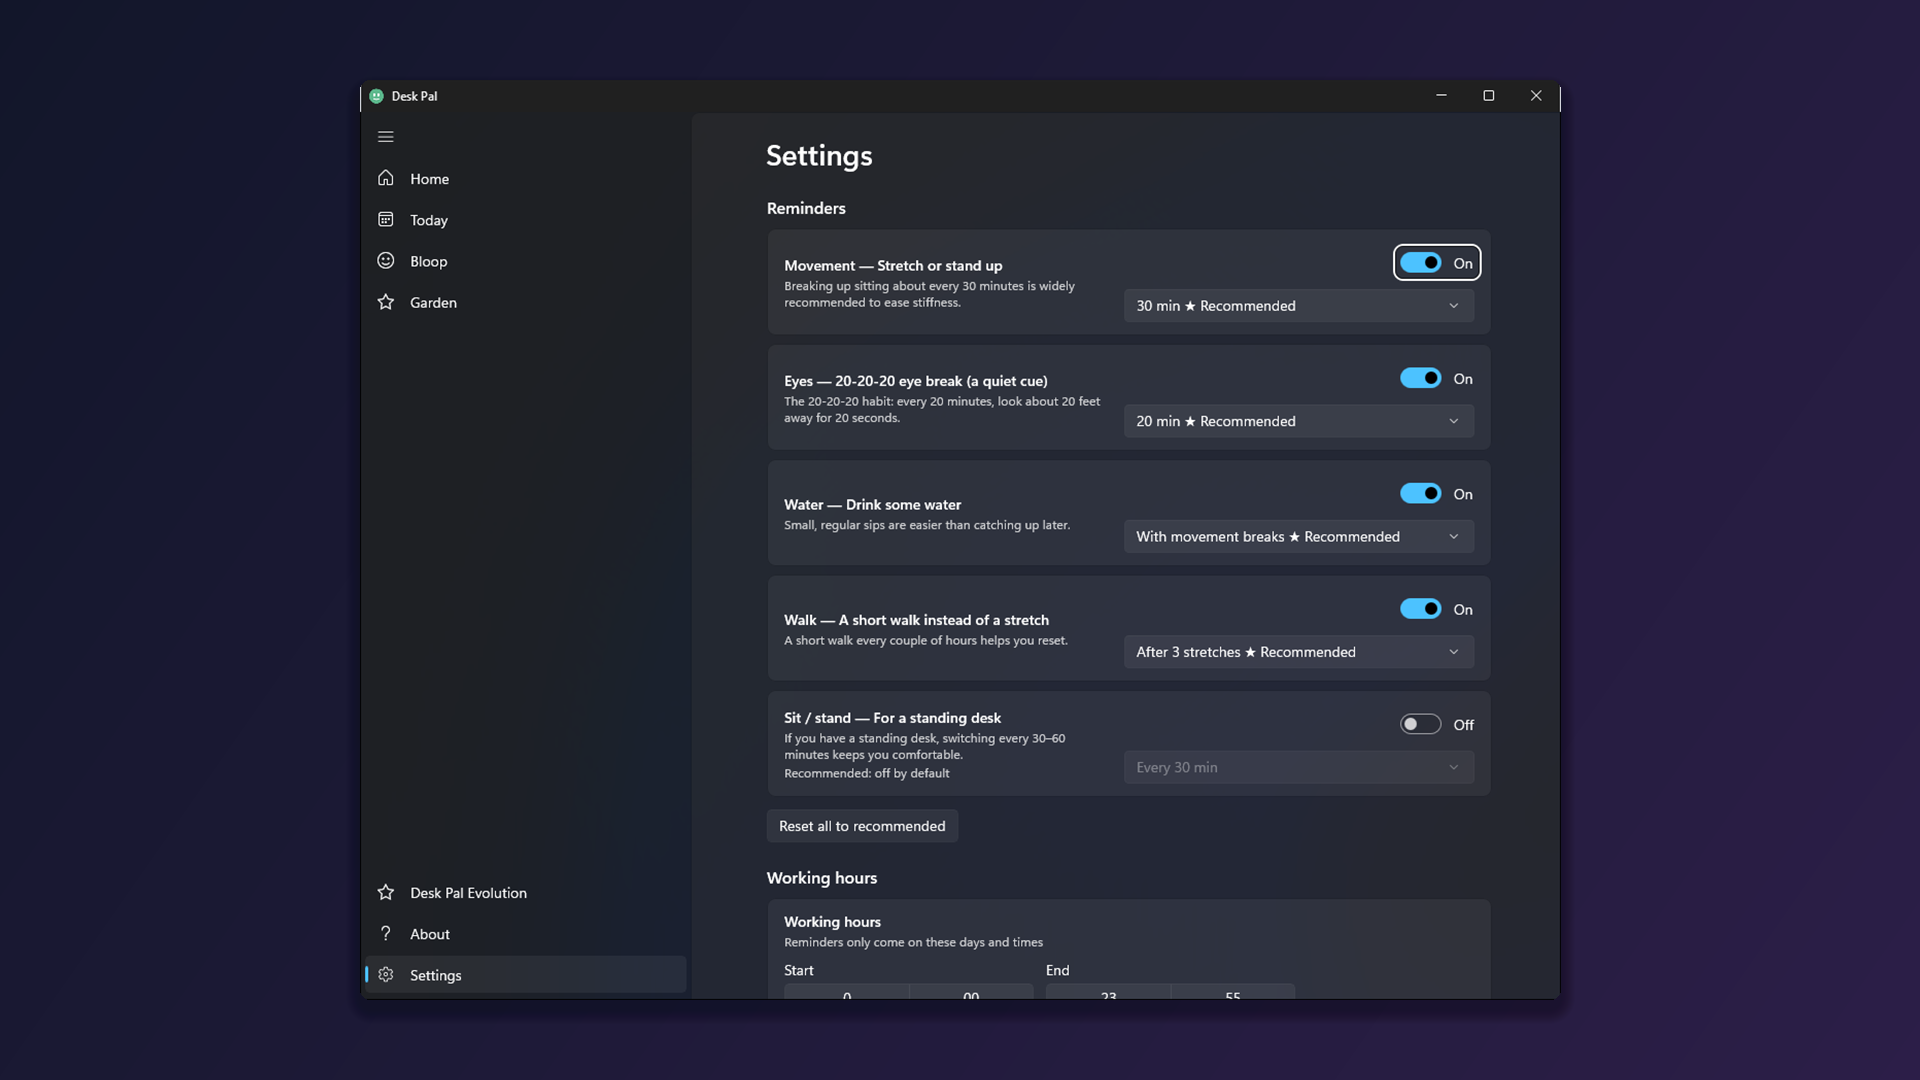 Desk Pal
Home
Today
Bloop
Garden
Desk Pal Evolution
? About
Settings
Settings
Reminders
Movement — Stretch or stand up
Breaking up sitting about every 30 minutes is widely
recommended to ease stiffness.
On
30 min ★ Recommended
Eyes — 20-20-20 eye break (a quiet cue)
The 20-20-20 habit: every 20 minutes, look about 20 feet
away for 20 seconds.
On
20 min ★ Recommended
Water — Drink some water
Small, regular sips are easier than catching up later.
On
With movement breaks ★ Recommended
Walk — A short walk instead of a stretch
A short walk every couple of hours helps you reset.
On
After 3 stretches ★ Recommended
Sit / stand — For a standing desk
If you have a standing desk, switching every 30–60
minutes keeps you comfortable.
Recommended: off by default
Off
Every 30 min
Reset all to recommended
Working hours
Working hours
Reminders only come on these days and times
Start End
0 00 23 55